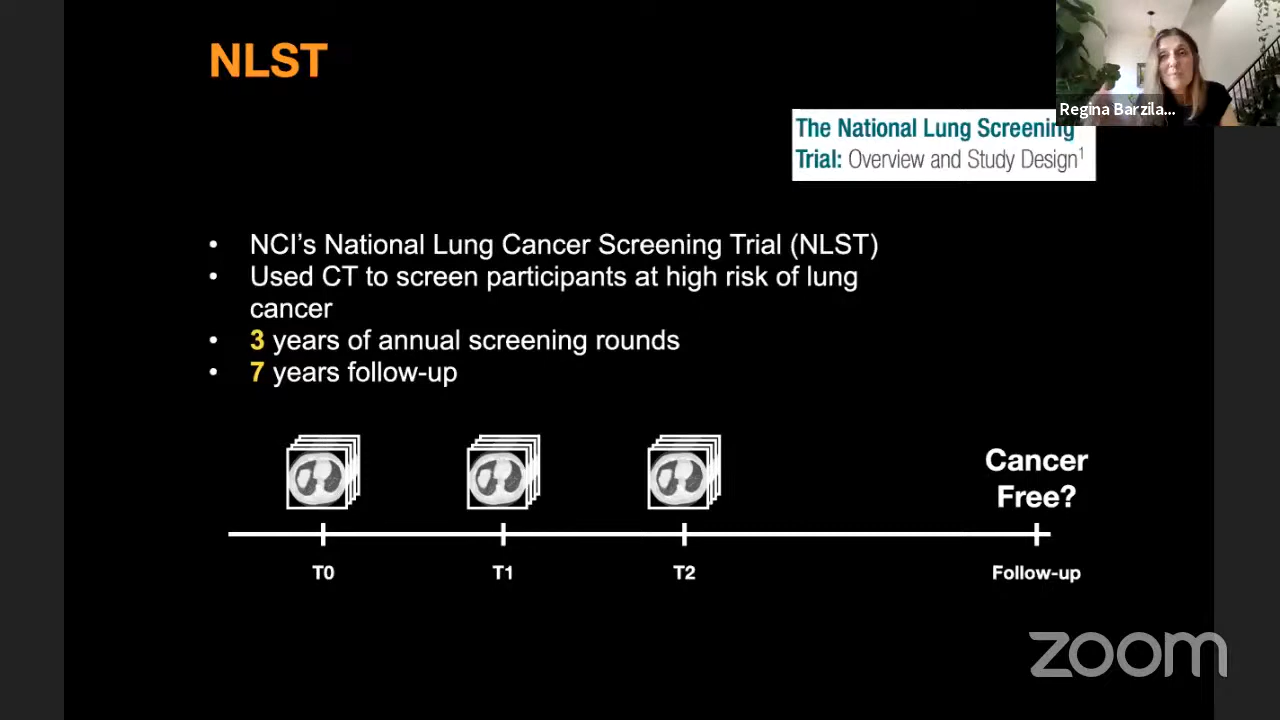 NLST
Regina Barzila...
The National Lung Screening
Trial: Overview and Study Design¹
• NCI’s National Lung Cancer Screening Trial (NLST)
• Used CT to screen participants at high risk of lung
cancer
• 3 years of annual screening rounds
• 7 years follow-up
Cancer
Free?
T0 T1 T2 Follow-up
zoom